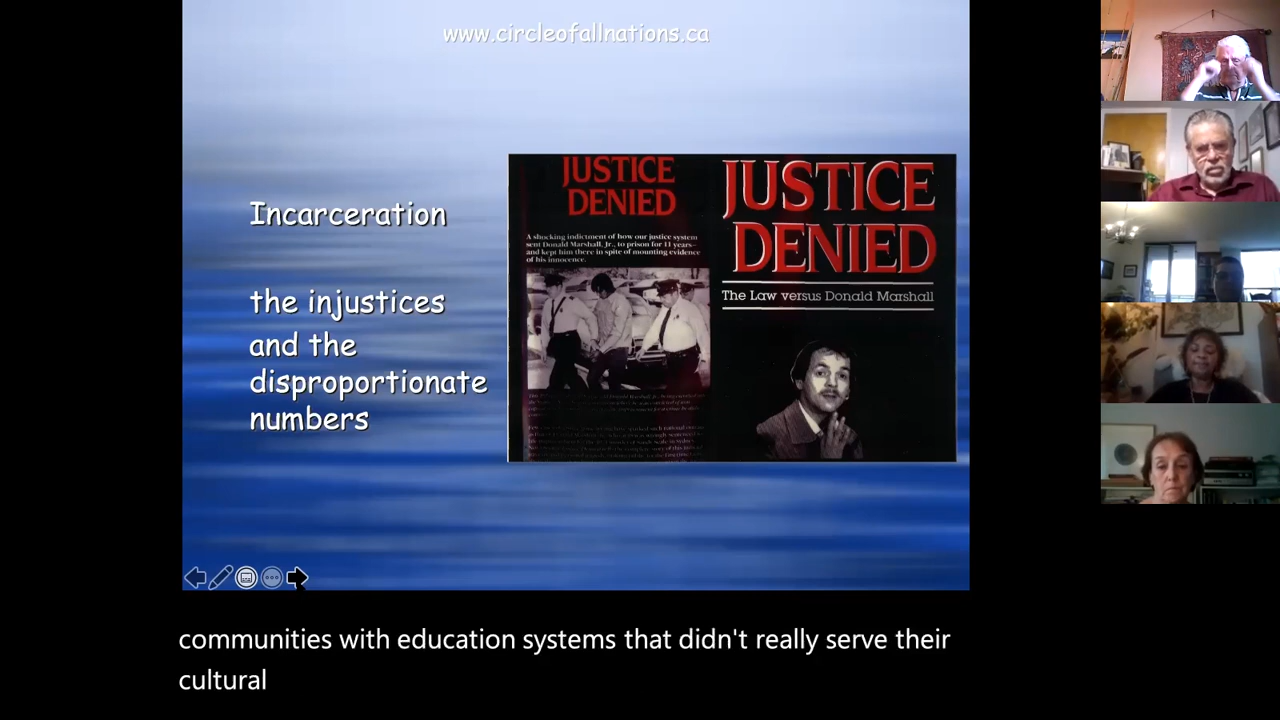 www.circleofallnations.ca
Incarceration
the injustices
and the
disproportionate
numbers
JUSTICE
DENIED
A shocking indictment of how our justice system
sent Donald Marshall, Jr., to prison for 11 years–
and kept him there in spite of mounting evidence
of his innocence.
JUSTICE
DENIED
The Law versus Donald Marshall
communities with education systems that didn't really serve their
cultural